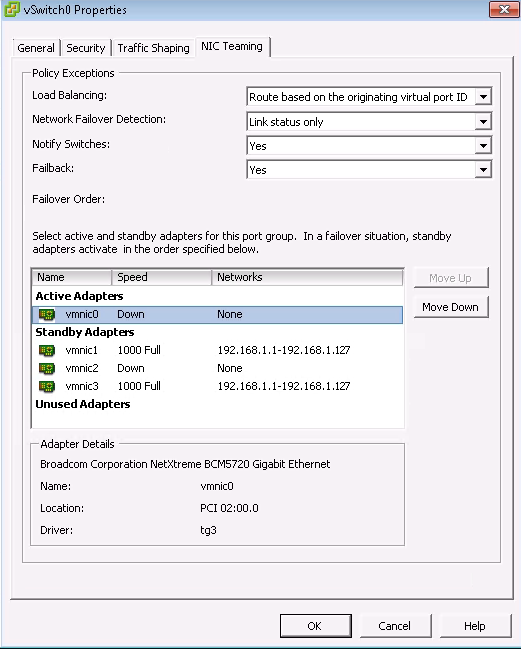 vSwitch0 Properties
General Security Traffic Shaping NIC Teaming
Policy Exceptions
Load Balancing: Route based on the originating virtual port ID
Network Failover Detection: Link status only
Notify Switches: Yes
Failback: Yes
Failover Order:
Select active and standby adapters for this port group. In a failover situation, standby
adapters activate in the order specified below.
Name Speed Networks
Move Up
Active Adapters
vmnic0 Down None
Move Down
Standby Adapters
vmnic1 1000 Full 192.168.1.1-192.168.1.127
vmnic2 Down None
vmnic3 1000 Full 192.168.1.1-192.168.1.127
Unused Adapters
Adapter Details
Broadcom Corporation NetXtreme BCM5720 Gigabit Ethernet
Name: vmnic0
Location: PCI 02:00.0
Driver: tg3
OK Cancel Help